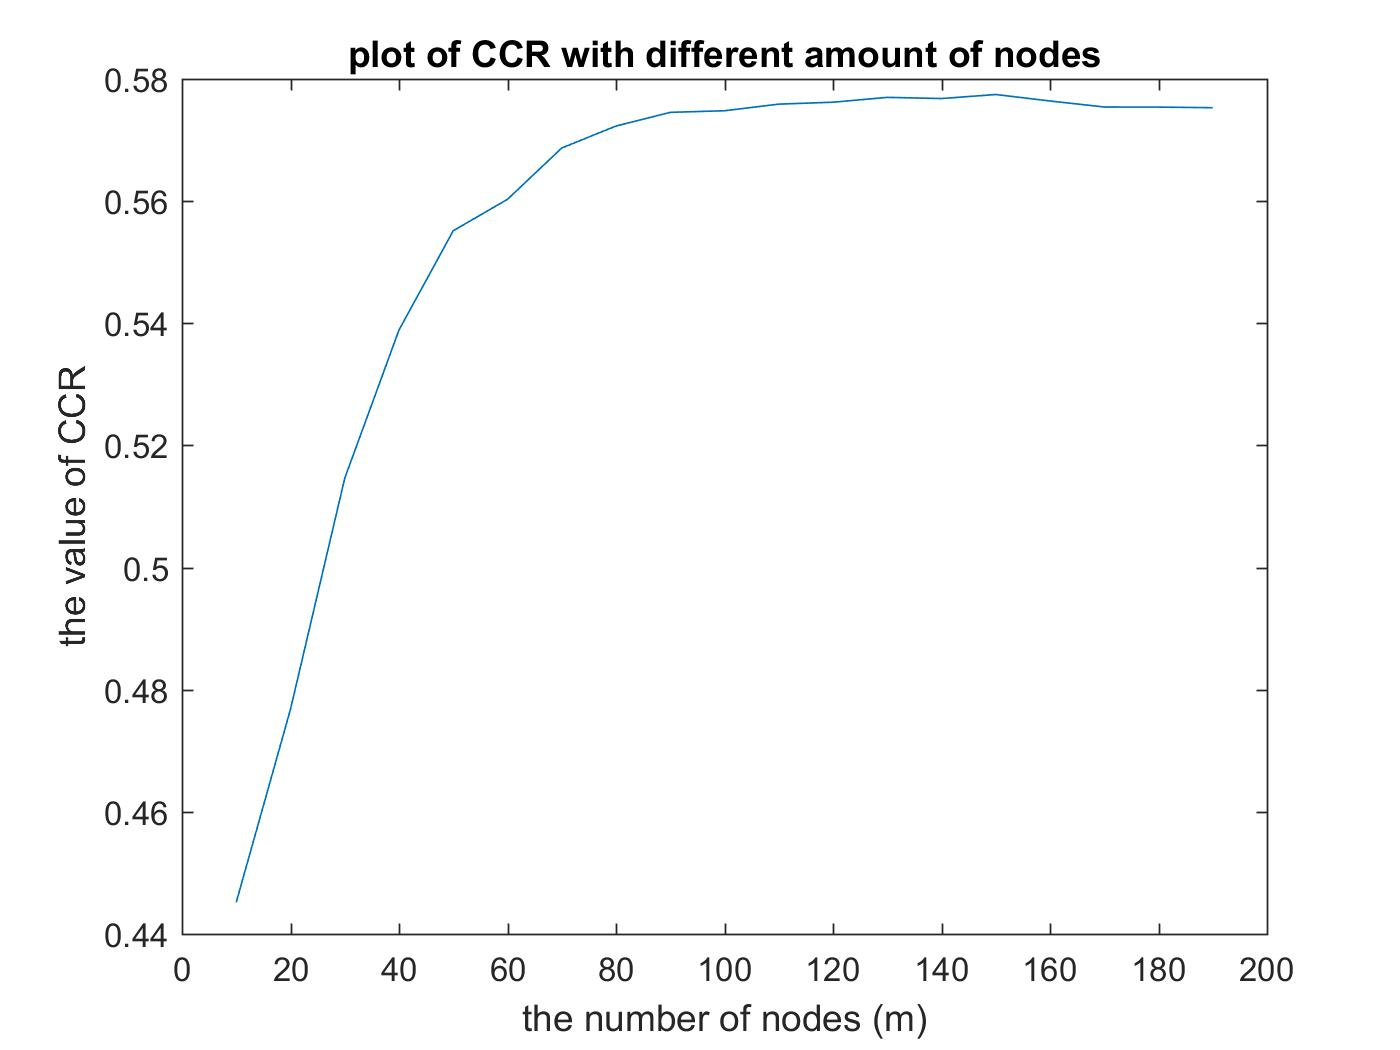 plot of CCR with different amount of nodes
0.58
0.56
0.54
0.52
0.5
0.48
0.46
0.44
the value of CCR
0 20 40 60 80 100 120 140 160 180 200
the number of nodes (m)